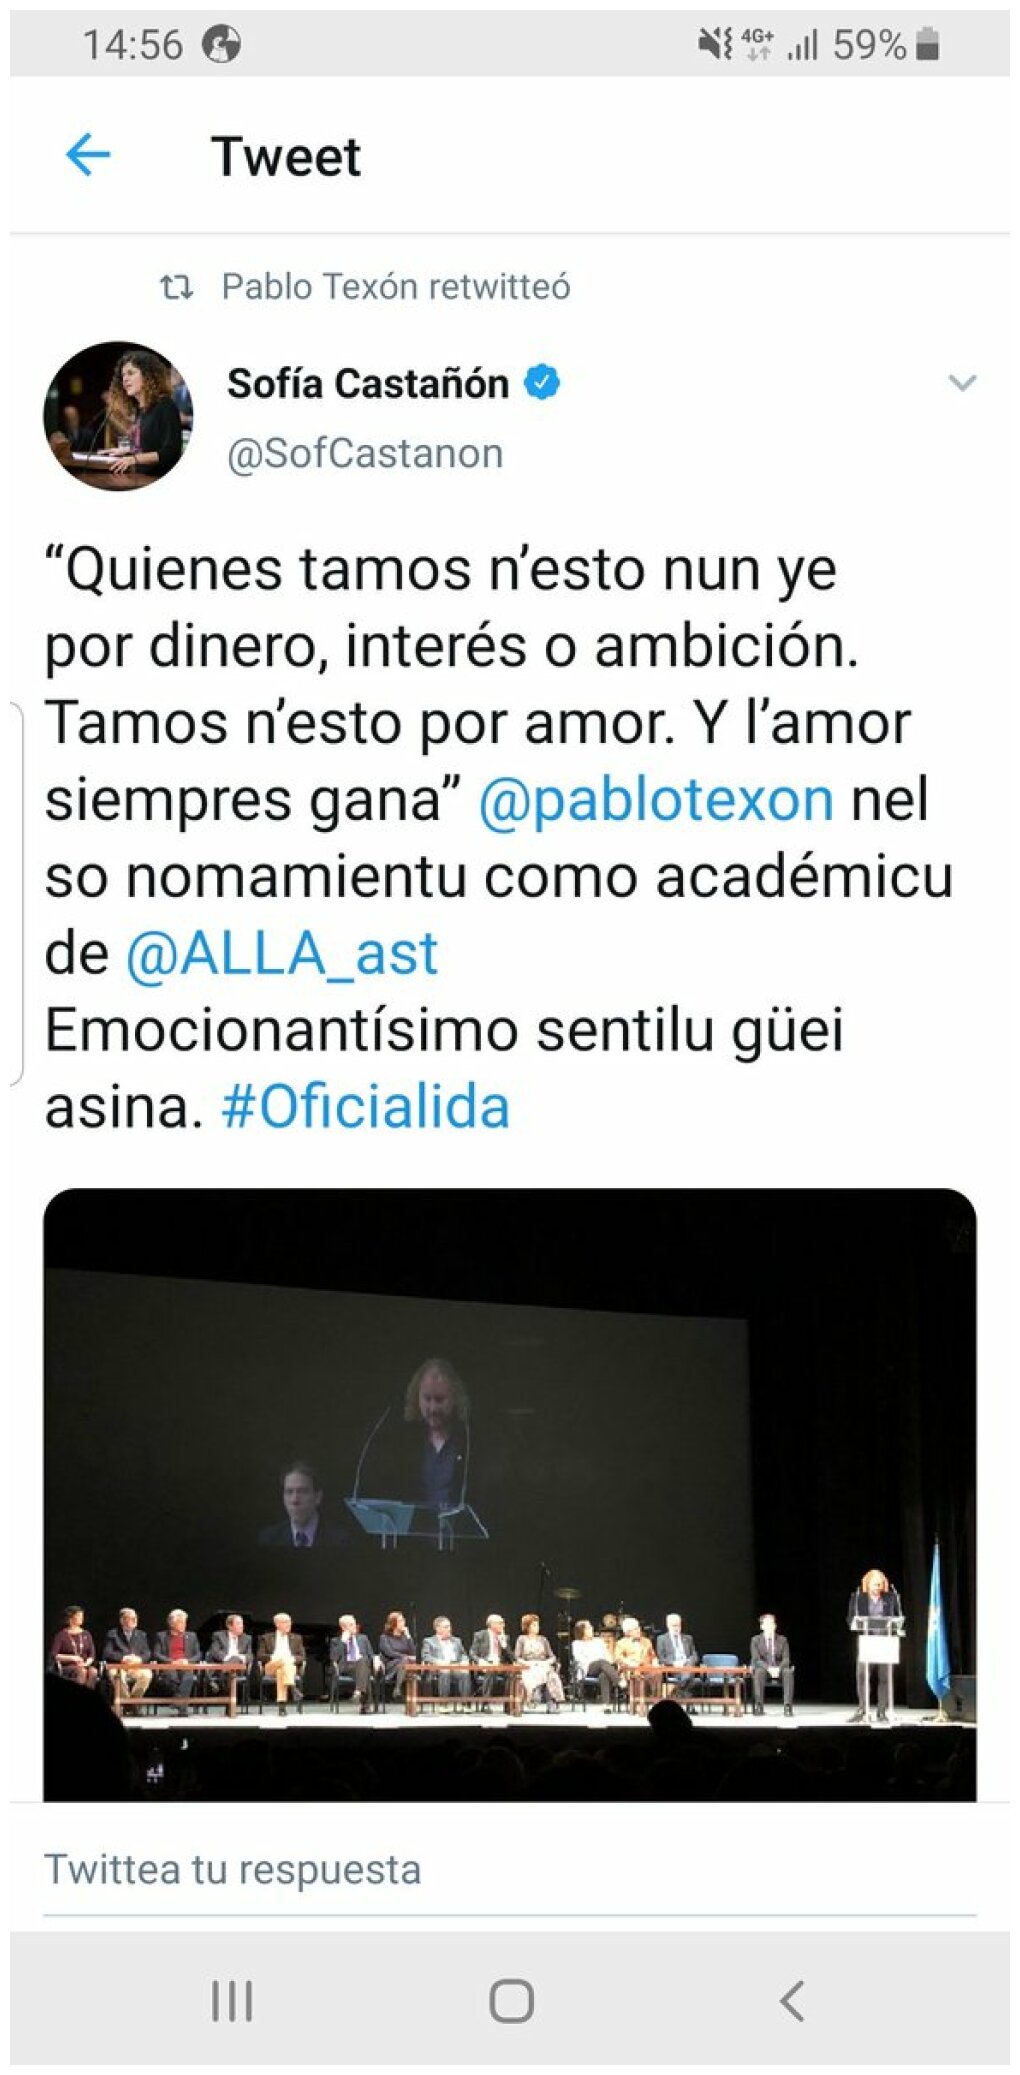 14:56 4G+ 59%
Tweet
Pablo Texón retwitteó
Sofía Castañón
@SofCastanon
“Quienes tamos n’esto nun ye
por dinero, interés o ambición.
Tamos n’esto por amor. Y l’amor
siempres gana” @pablotexon nel
so nomamientu como académicu
de @ALLA_ast
Emocionantísimo sentilu güei
asina. #Oficialida
Twittea tu respuesta